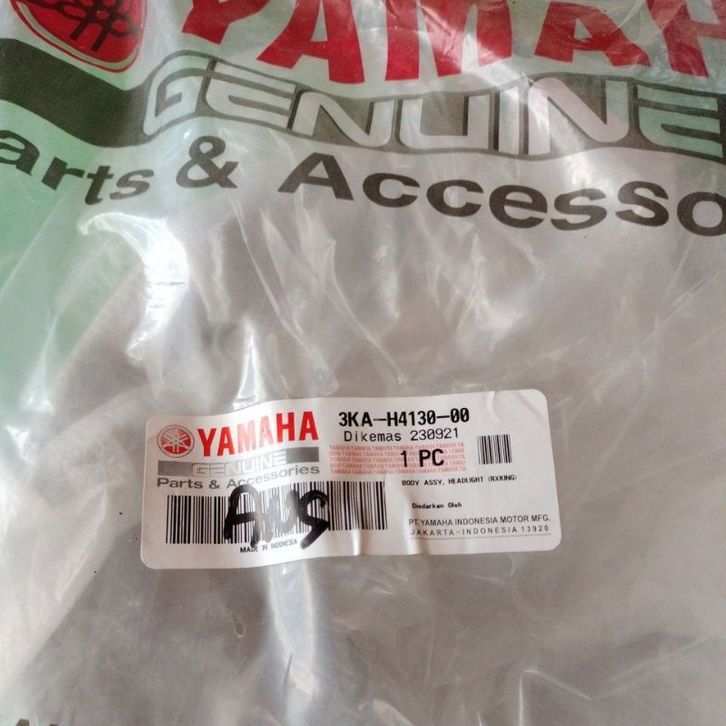 YAMAH
GENUINE
arts & Accesso
YAMAHA
GENUINE
Parts & Accessories
3KA-H4130-00
Dikemas 230921
1 PC
BODY ASSY, HEADLIGHT (RXKING)
Diedarkan Oleh
PT.YAMAHA INDONESIA MOTOR MFG.
JAKARTA-INDONESIA 13920
MADE IN INDONESIA